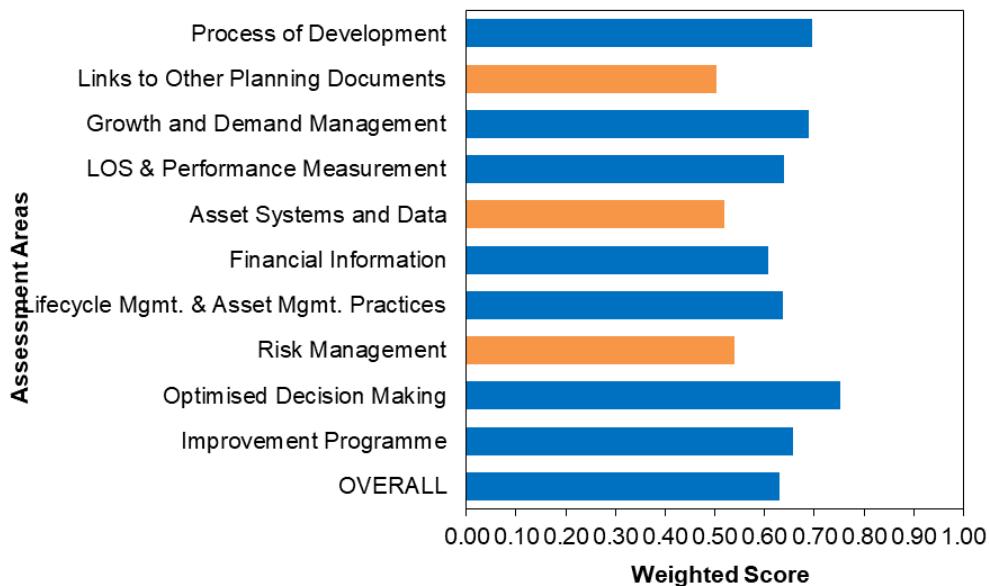 Process of Development
Links to Other Planning Documents
Growth and Demand Management
LOS & Performance Measurement
Asset Systems and Data
Financial Information
Lifecycle Mgmt. & Asset Mgmt. Practices
Risk Management
Optimised Decision Making
Improvement Programme
OVERALL
Assessment Areas
0.00 0.10 0.20 0.30 0.40 0.50 0.60 0.70 0.80 0.90 1.00
Weighted Score